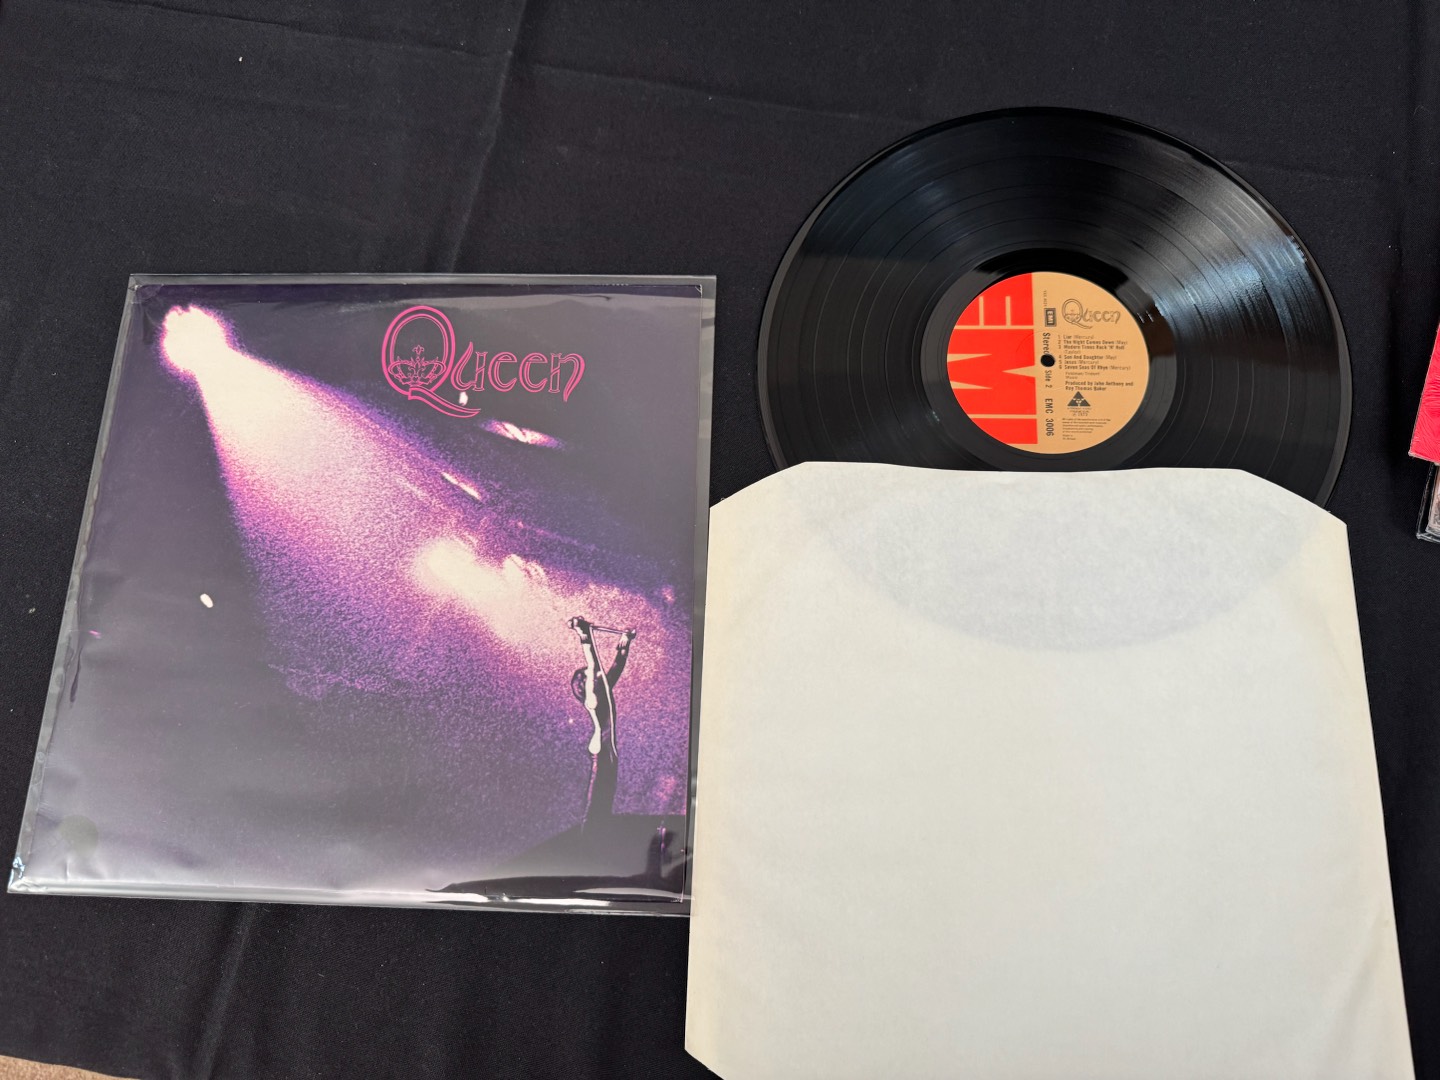 Queen
EMI
Queen
EMI
Stereo
Side 2
EMC 3006
Liar (Mercury)
The Night Comes Down (May)
Modern Times Rock 'N' Roll
(Taylor)
Son And Daughter (May)
Jesus (Mercury)
Seven Seas Of Rhye (Mercury)
Produced by John Anthony and
Roy Thomas Baker